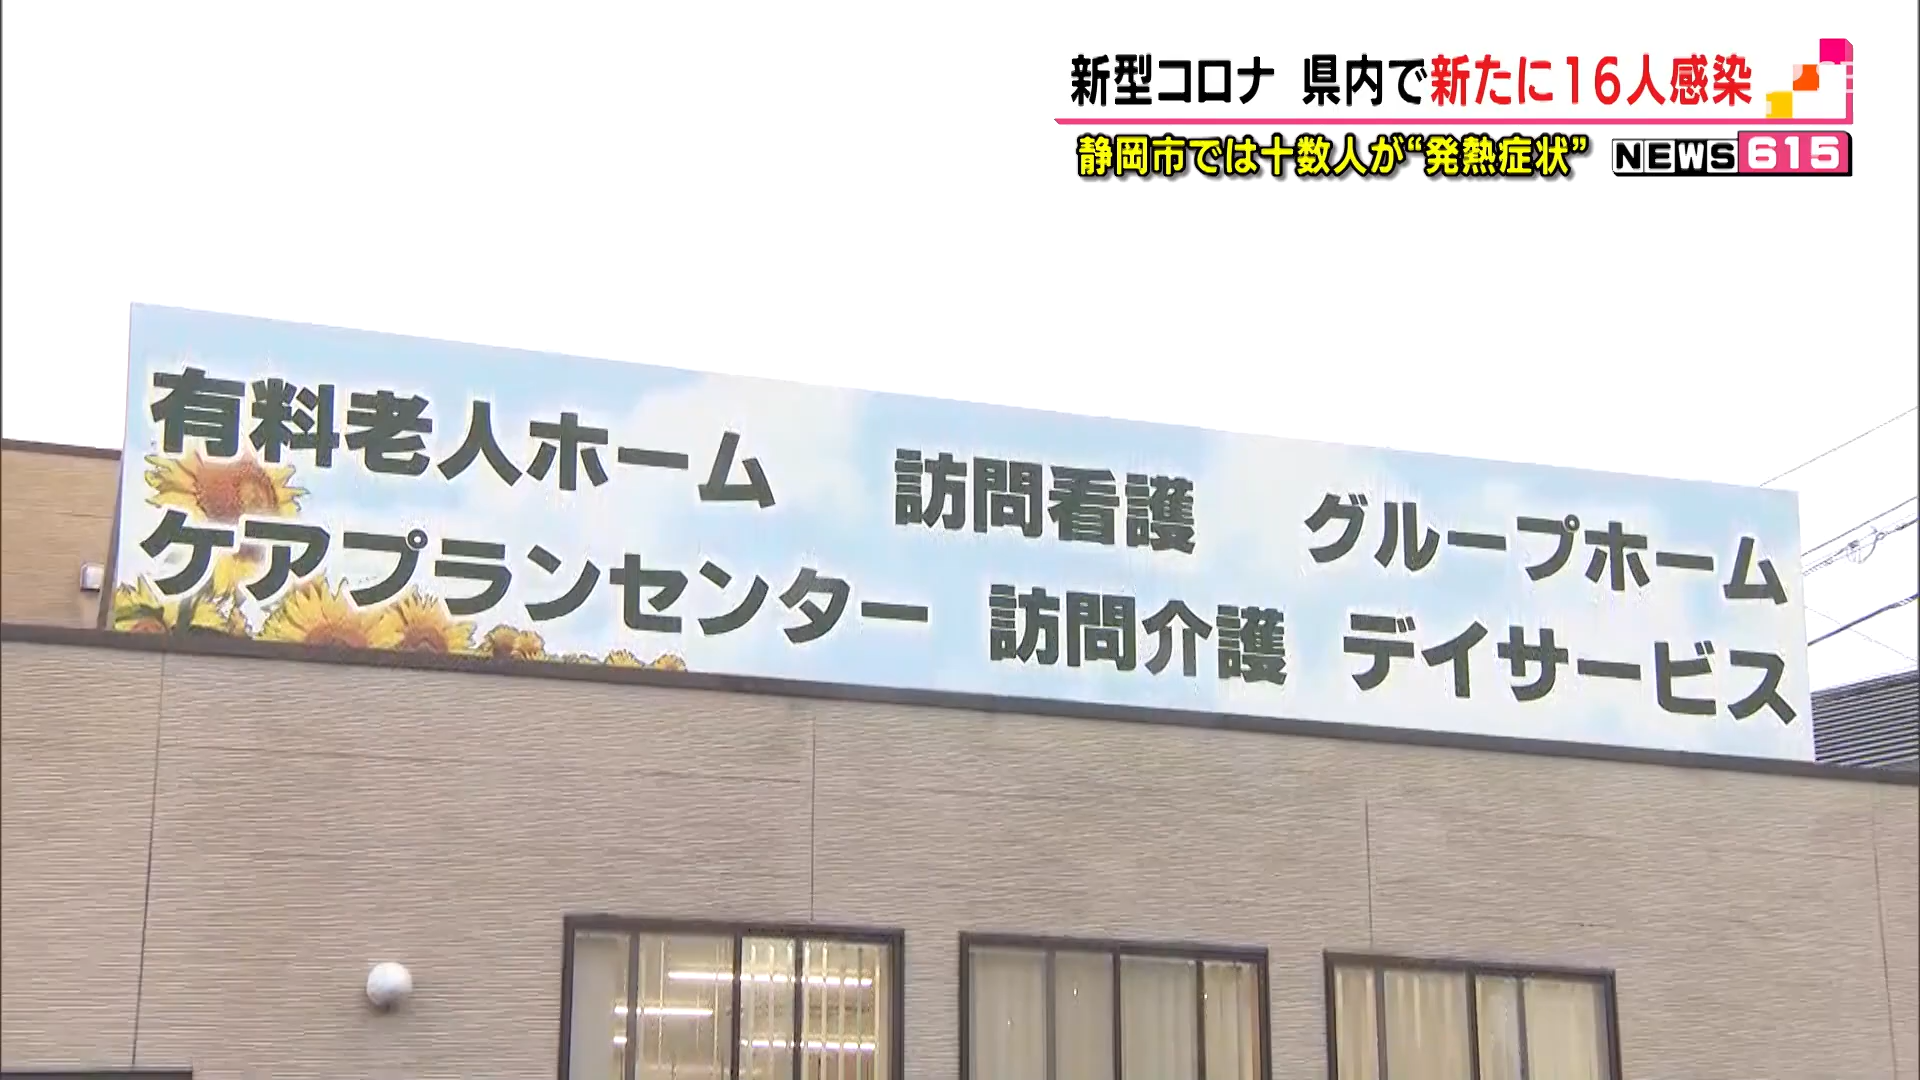 新型コロナ 県内で新たに16人感染
静岡市では十数人が“発熱症状”
NEWS 615
有料老人ホーム 訪問看護 グループホーム
ケアプランセンター 訪問介護 デイサービス